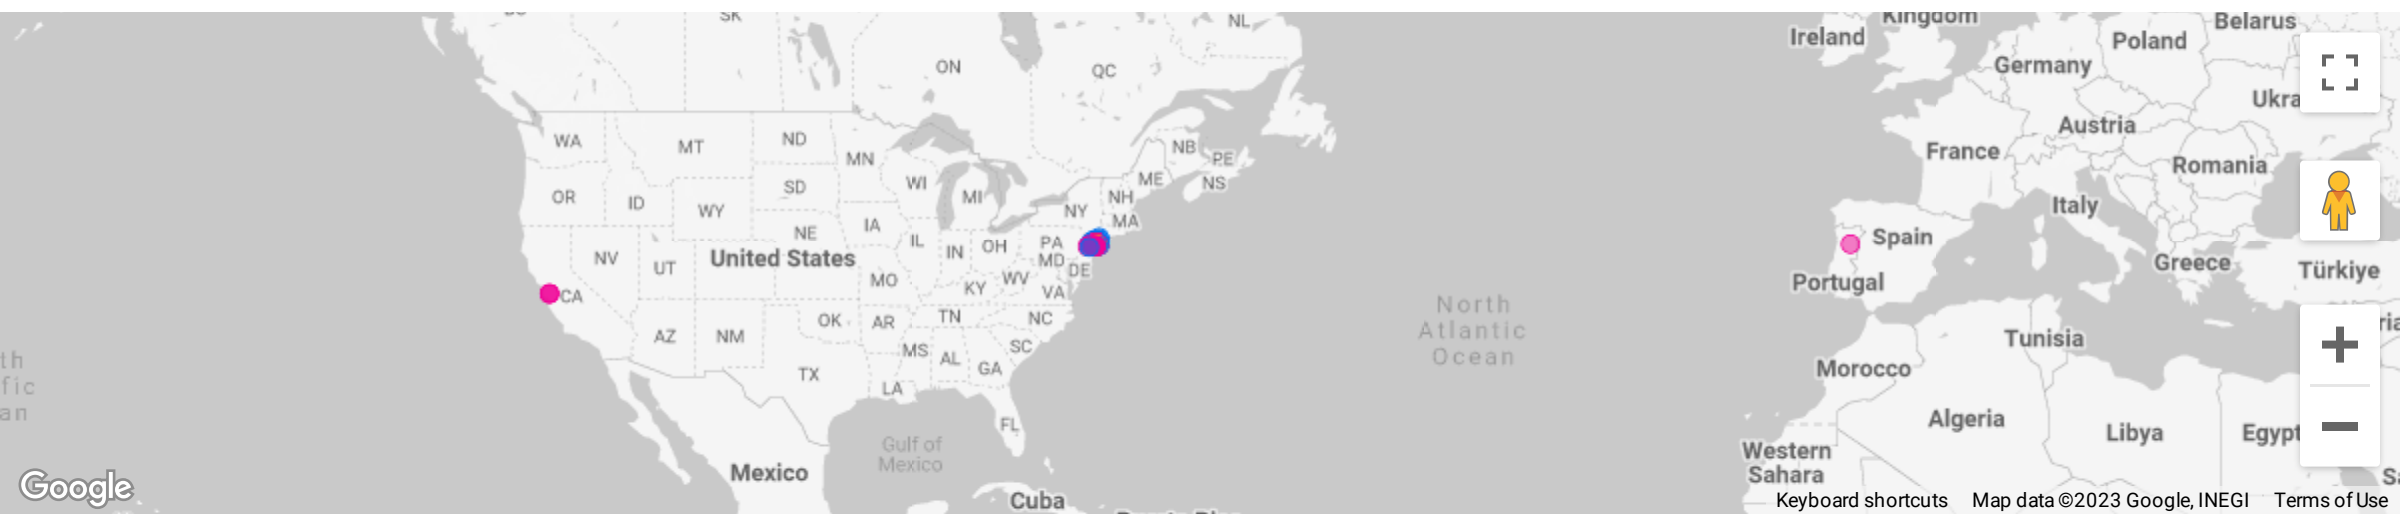 SK
NL
Kingdom
Belarus
Ireland
Poland
ON
QC
Germany
Ukra
Austria
WA
MT
ND
MN
NB
PE
France
Romania
OR
ID
WY
SD
WI
MI
ME
NS
NH
NY
MA
Italy
NE
IA
IL
IN
OH
PA
Spain
NV
UT
United States
MD
DE
Greece
Türkiye
CA
MO
KY
WV
VA
Portugal
AZ
NM
OK
AR
TN
NC
North
Atlantic
Ocean
Tunisia
MS
AL
SC
GA
TX
LA
Morocco
th
fic
an
FL
Algeria
Libya
Egypt
Gulf of
Mexico
Mexico
Western
Sahara
Cuba
Google
Keyboard shortcuts Map data ©2023 Google, INEGI Terms of Use